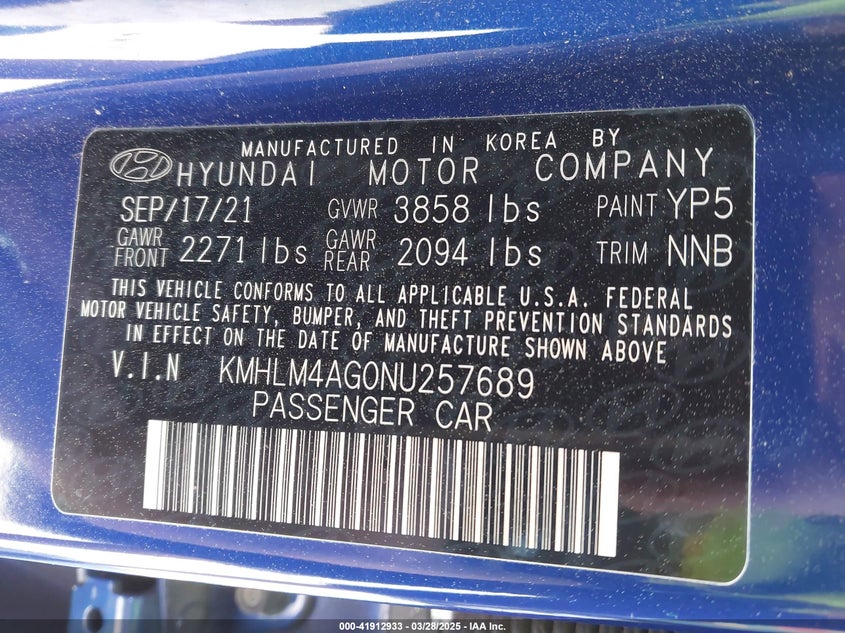 MANUFACTURED IN KOREA BY
HYUNDAI MOTOR COMPANY
SEP/17/21 GVWR 3858 lbs PAINT YP5
GAWR FRONT 2271 lbs GAWR REAR 2094 lbs TRIM NNB
THIS VEHICLE CONFORMS TO ALL APPLICABLE U.S.A. FEDERAL
MOTOR VEHICLE SAFETY, BUMPER, AND THEFT PREVENTION STANDARDS
IN EFFECT ON THE DATE OF MANUFACTURE SHOWN ABOVE
V.I.N KMHLM4AG0NU257689
PASSENGER CAR
000-41912933 - 03/28/2025 - IAA Inc.